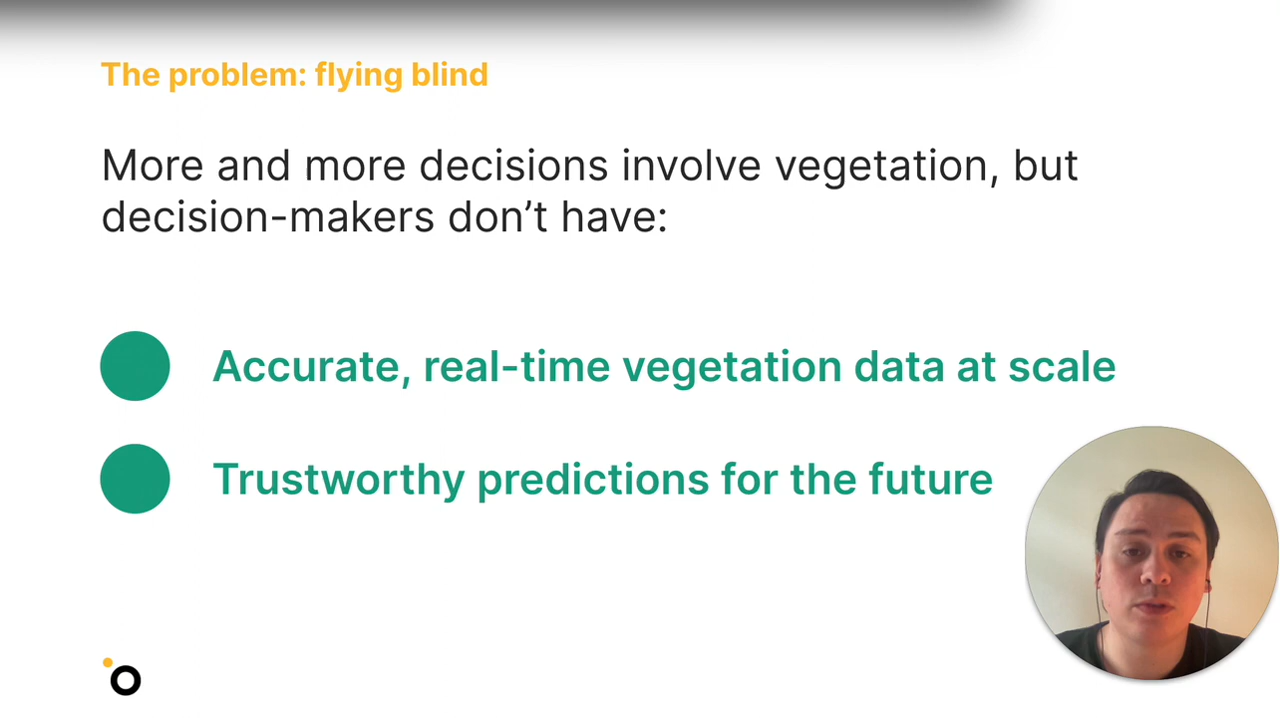 The problem: flying blind
More and more decisions involve vegetation, but
decision-makers don’t have:
Accurate, real-time vegetation data at scale
Trustworthy predictions for the future